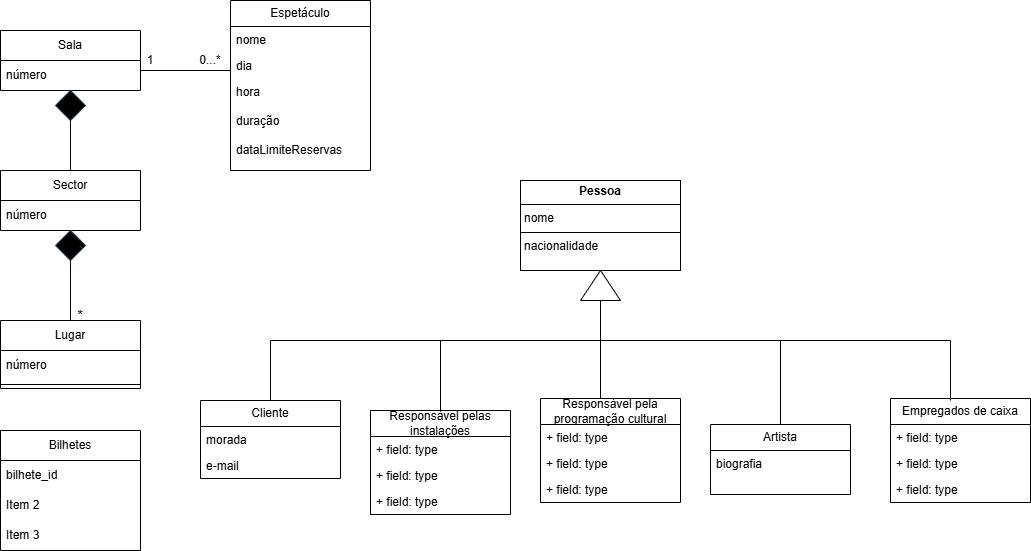 Espetáculo
nome
dia
hora
duração
dataLimiteReservas
Sala
número
1
0...*
Sector
número
*
Lugar
número
Bilhetes
bilhete_id
Item 2
Item 3
Pessoa
nome
nacionalidade
Cliente
morada
e-mail
Responsável pelas
instalações
+ field: type
+ field: type
+ field: type
Responsável pela
programação cultural
+ field: type
+ field: type
+ field: type
Artista
biografia
Empregados de caixa
+ field: type
+ field: type
+ field: type